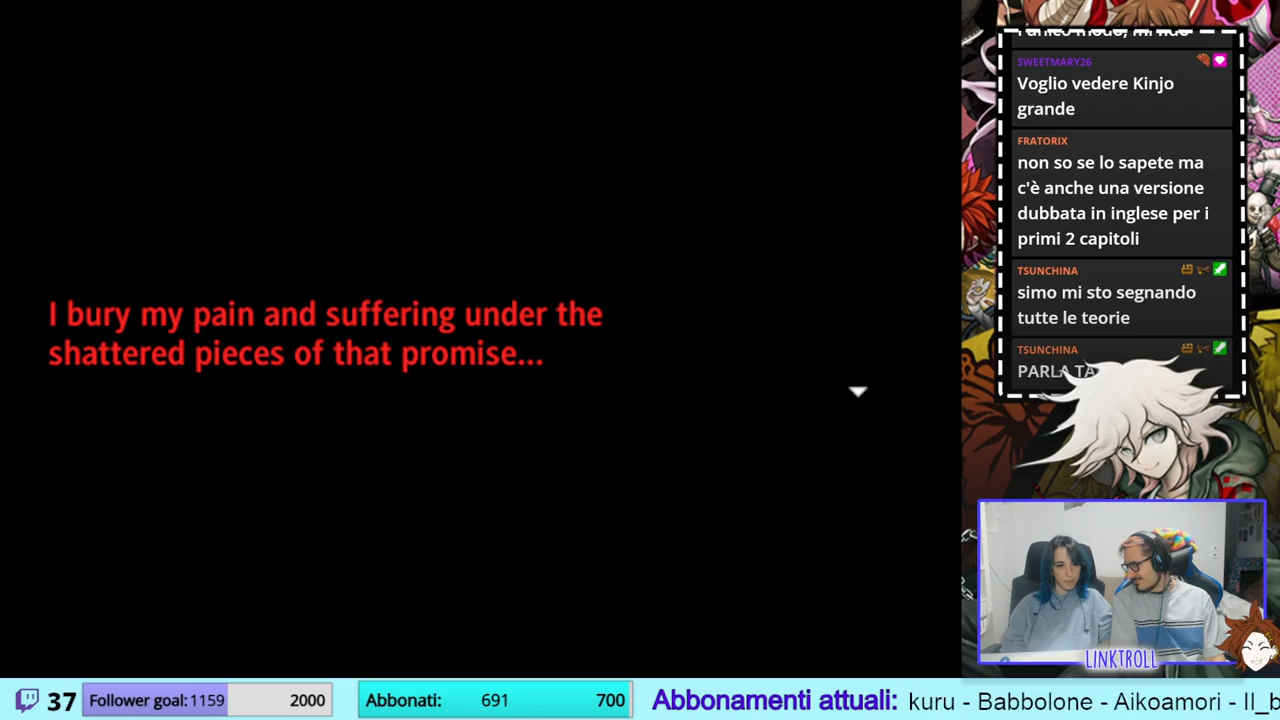 I bury my pain and suffering under the
shattered pieces of that promise...
SWEETMARY26
Voglio vedere Kinjo
grande
FRATORIX
non so se lo sapete ma
c'è anche una versione
dubbata in inglese per i
primi 2 capitoli
TSUNCHINA
simo mi sto segnando
tutte le teorie
TSUNCHINA
PARLA
LINKTROLL
37 Follower goal: 1159 2000 Abbonati: 691 700 Abbonamenti attuali: kuru - Babbolone - Aikoamori -